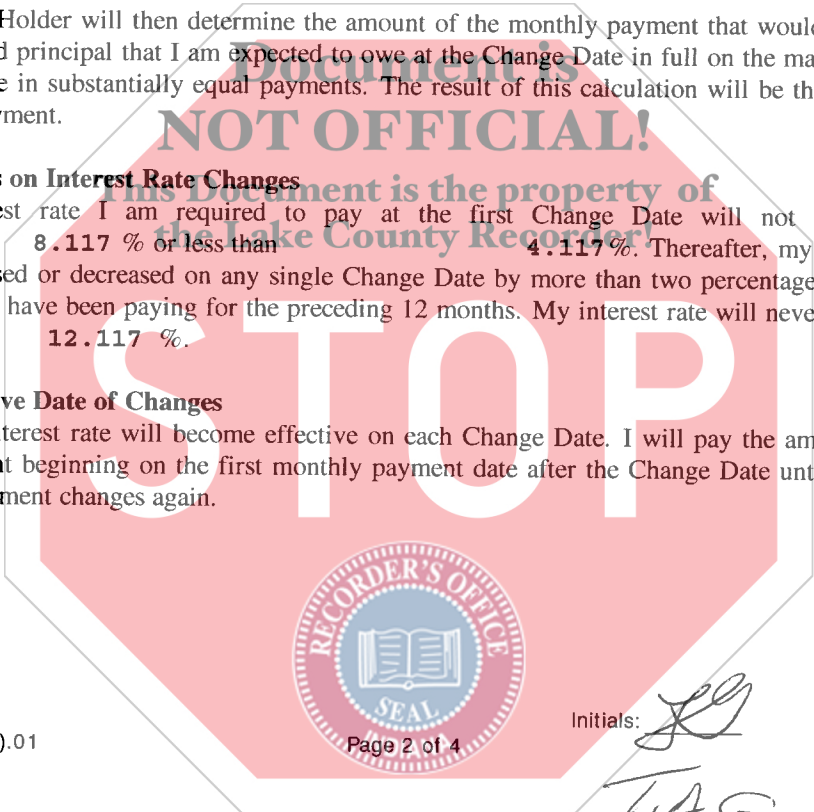 Holder will then determine the amount of the monthly payment that would
d principal that I am expected to owe at the Change Date in full on the ma
Document is
e in substantially equal payments. The result of this calculation will be th
ment.
NOT OFFICIAL!
s on Interest Rate Changes
This Document is the property of
est rate I am required to pay at the first Change Date will not
the Lake County Recorder!
8.117 % or less than 4.117%. Thereafter, my
sed or decreased on any single Change Date by more than two percentage
have been paying for the preceding 12 months. My interest rate will neve
12.117 %.
STOP
ve Date of Changes
terest rate will become effective on each Change Date. I will pay the am
t beginning on the first monthly payment date after the Change Date unt
ment changes again.
RECORDER'S OFFICE
SEAL
INDIANA
Initials:
).01
Page 2 of 4